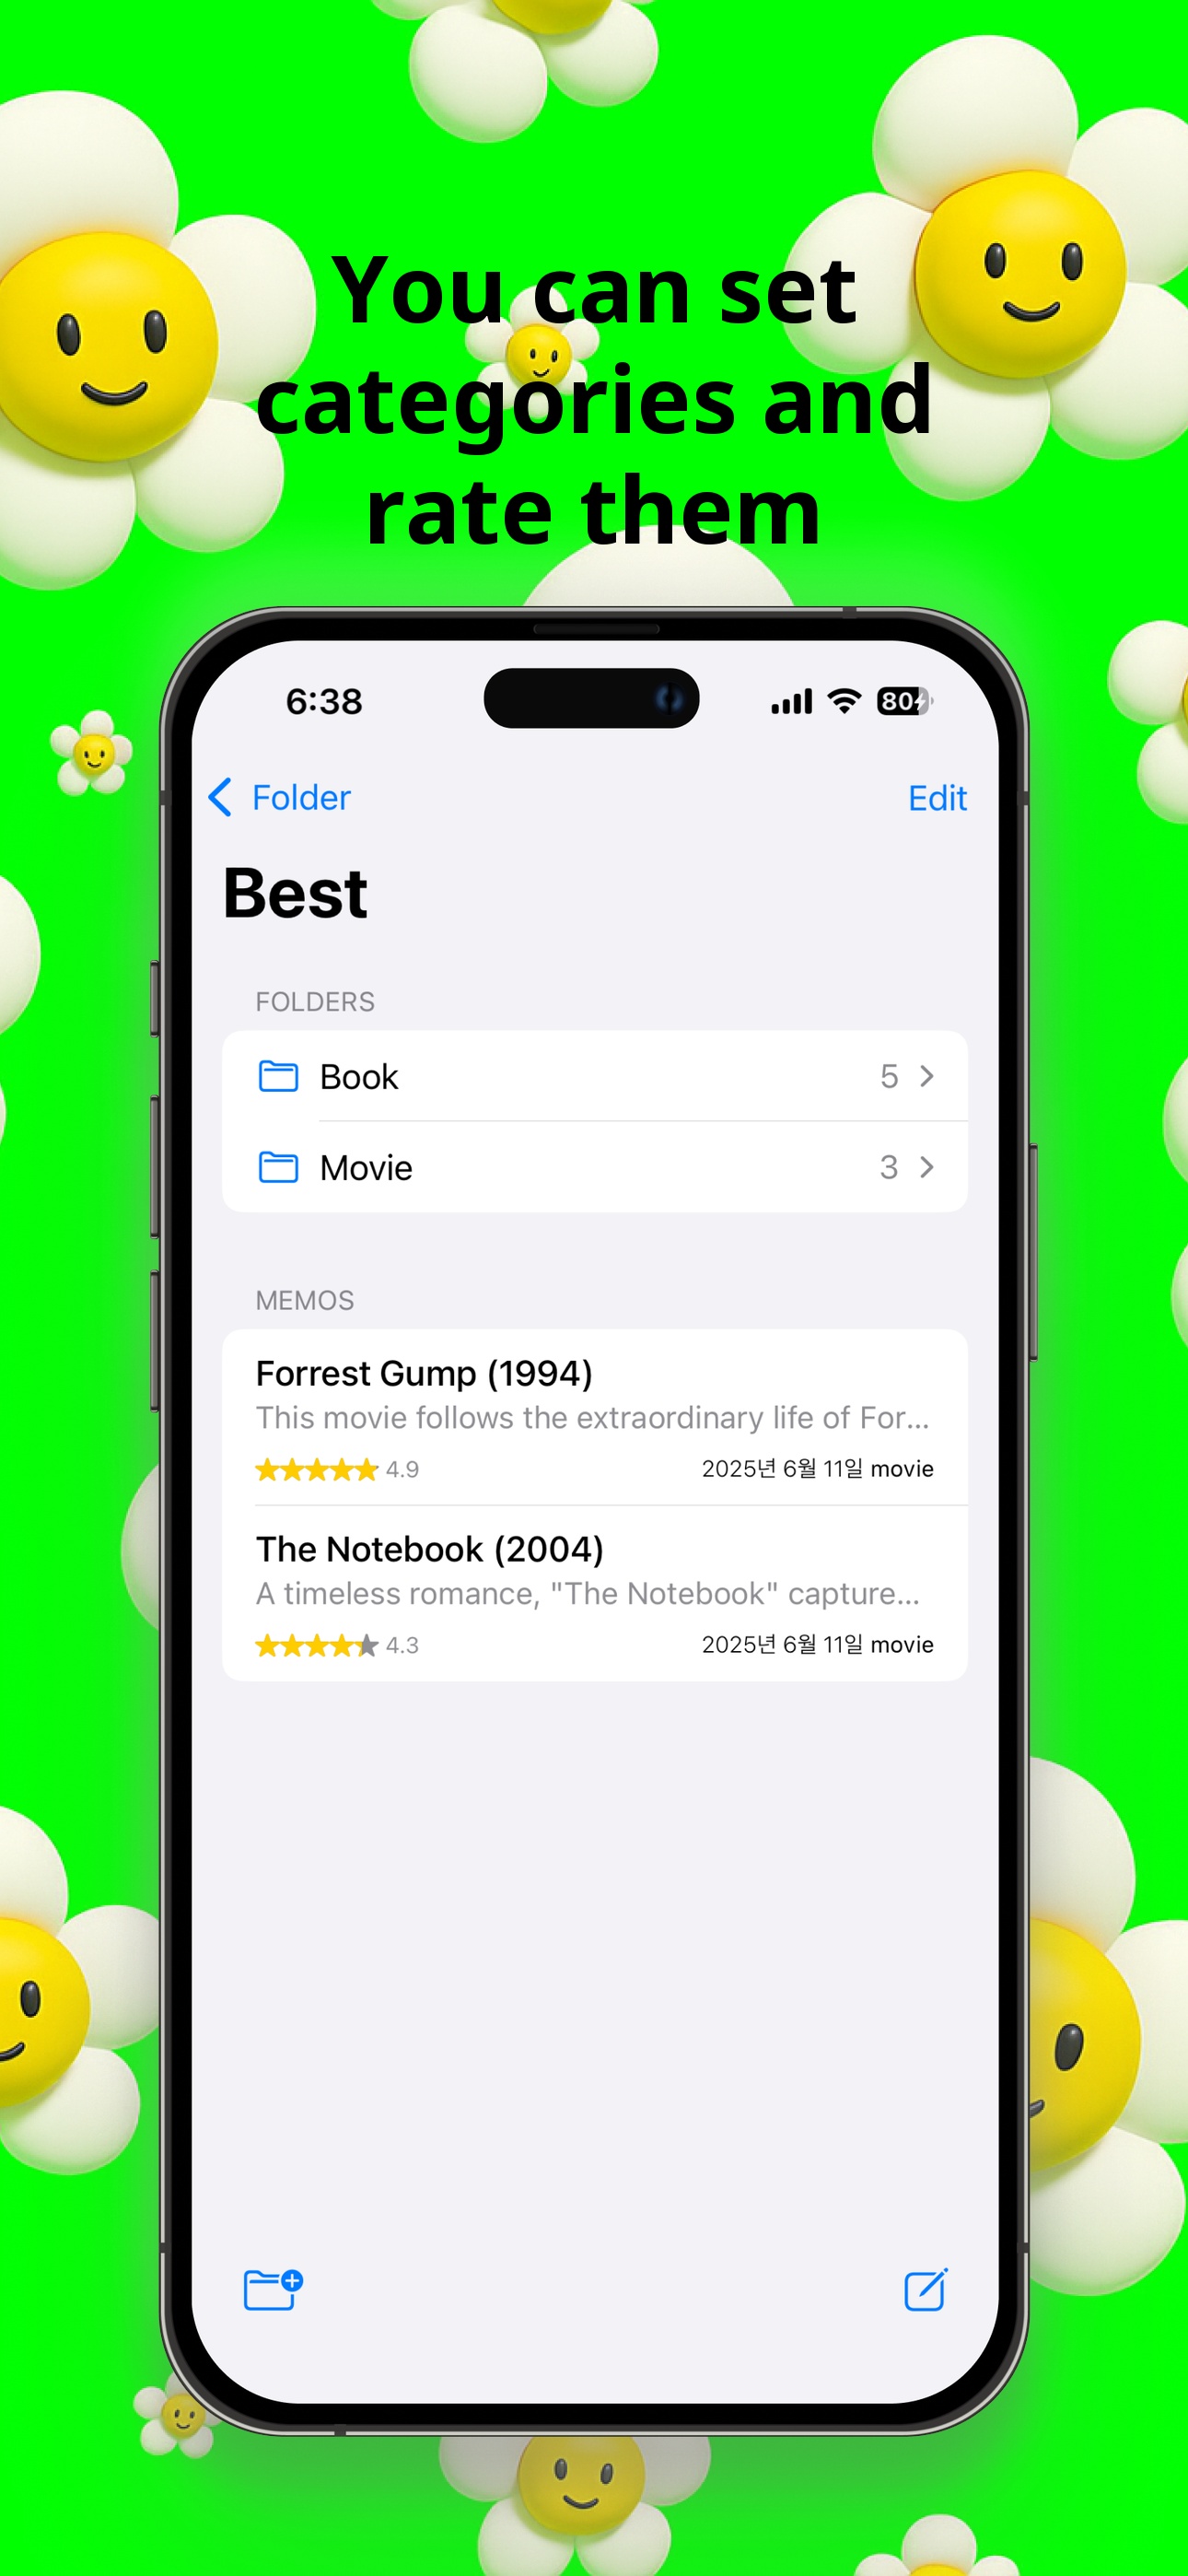 You can set
categories and
rate them
6:38
80
Folder
Edit
Best
FOLDERS
Book 5
Movie 3
MEMOS
Forrest Gump (1994)
This movie follows the extraordinary life of For...
4.9 2025년 6월 11일 movie
The Notebook (2004)
A timeless romance, "The Notebook" capture...
4.3 2025년 6월 11일 movie